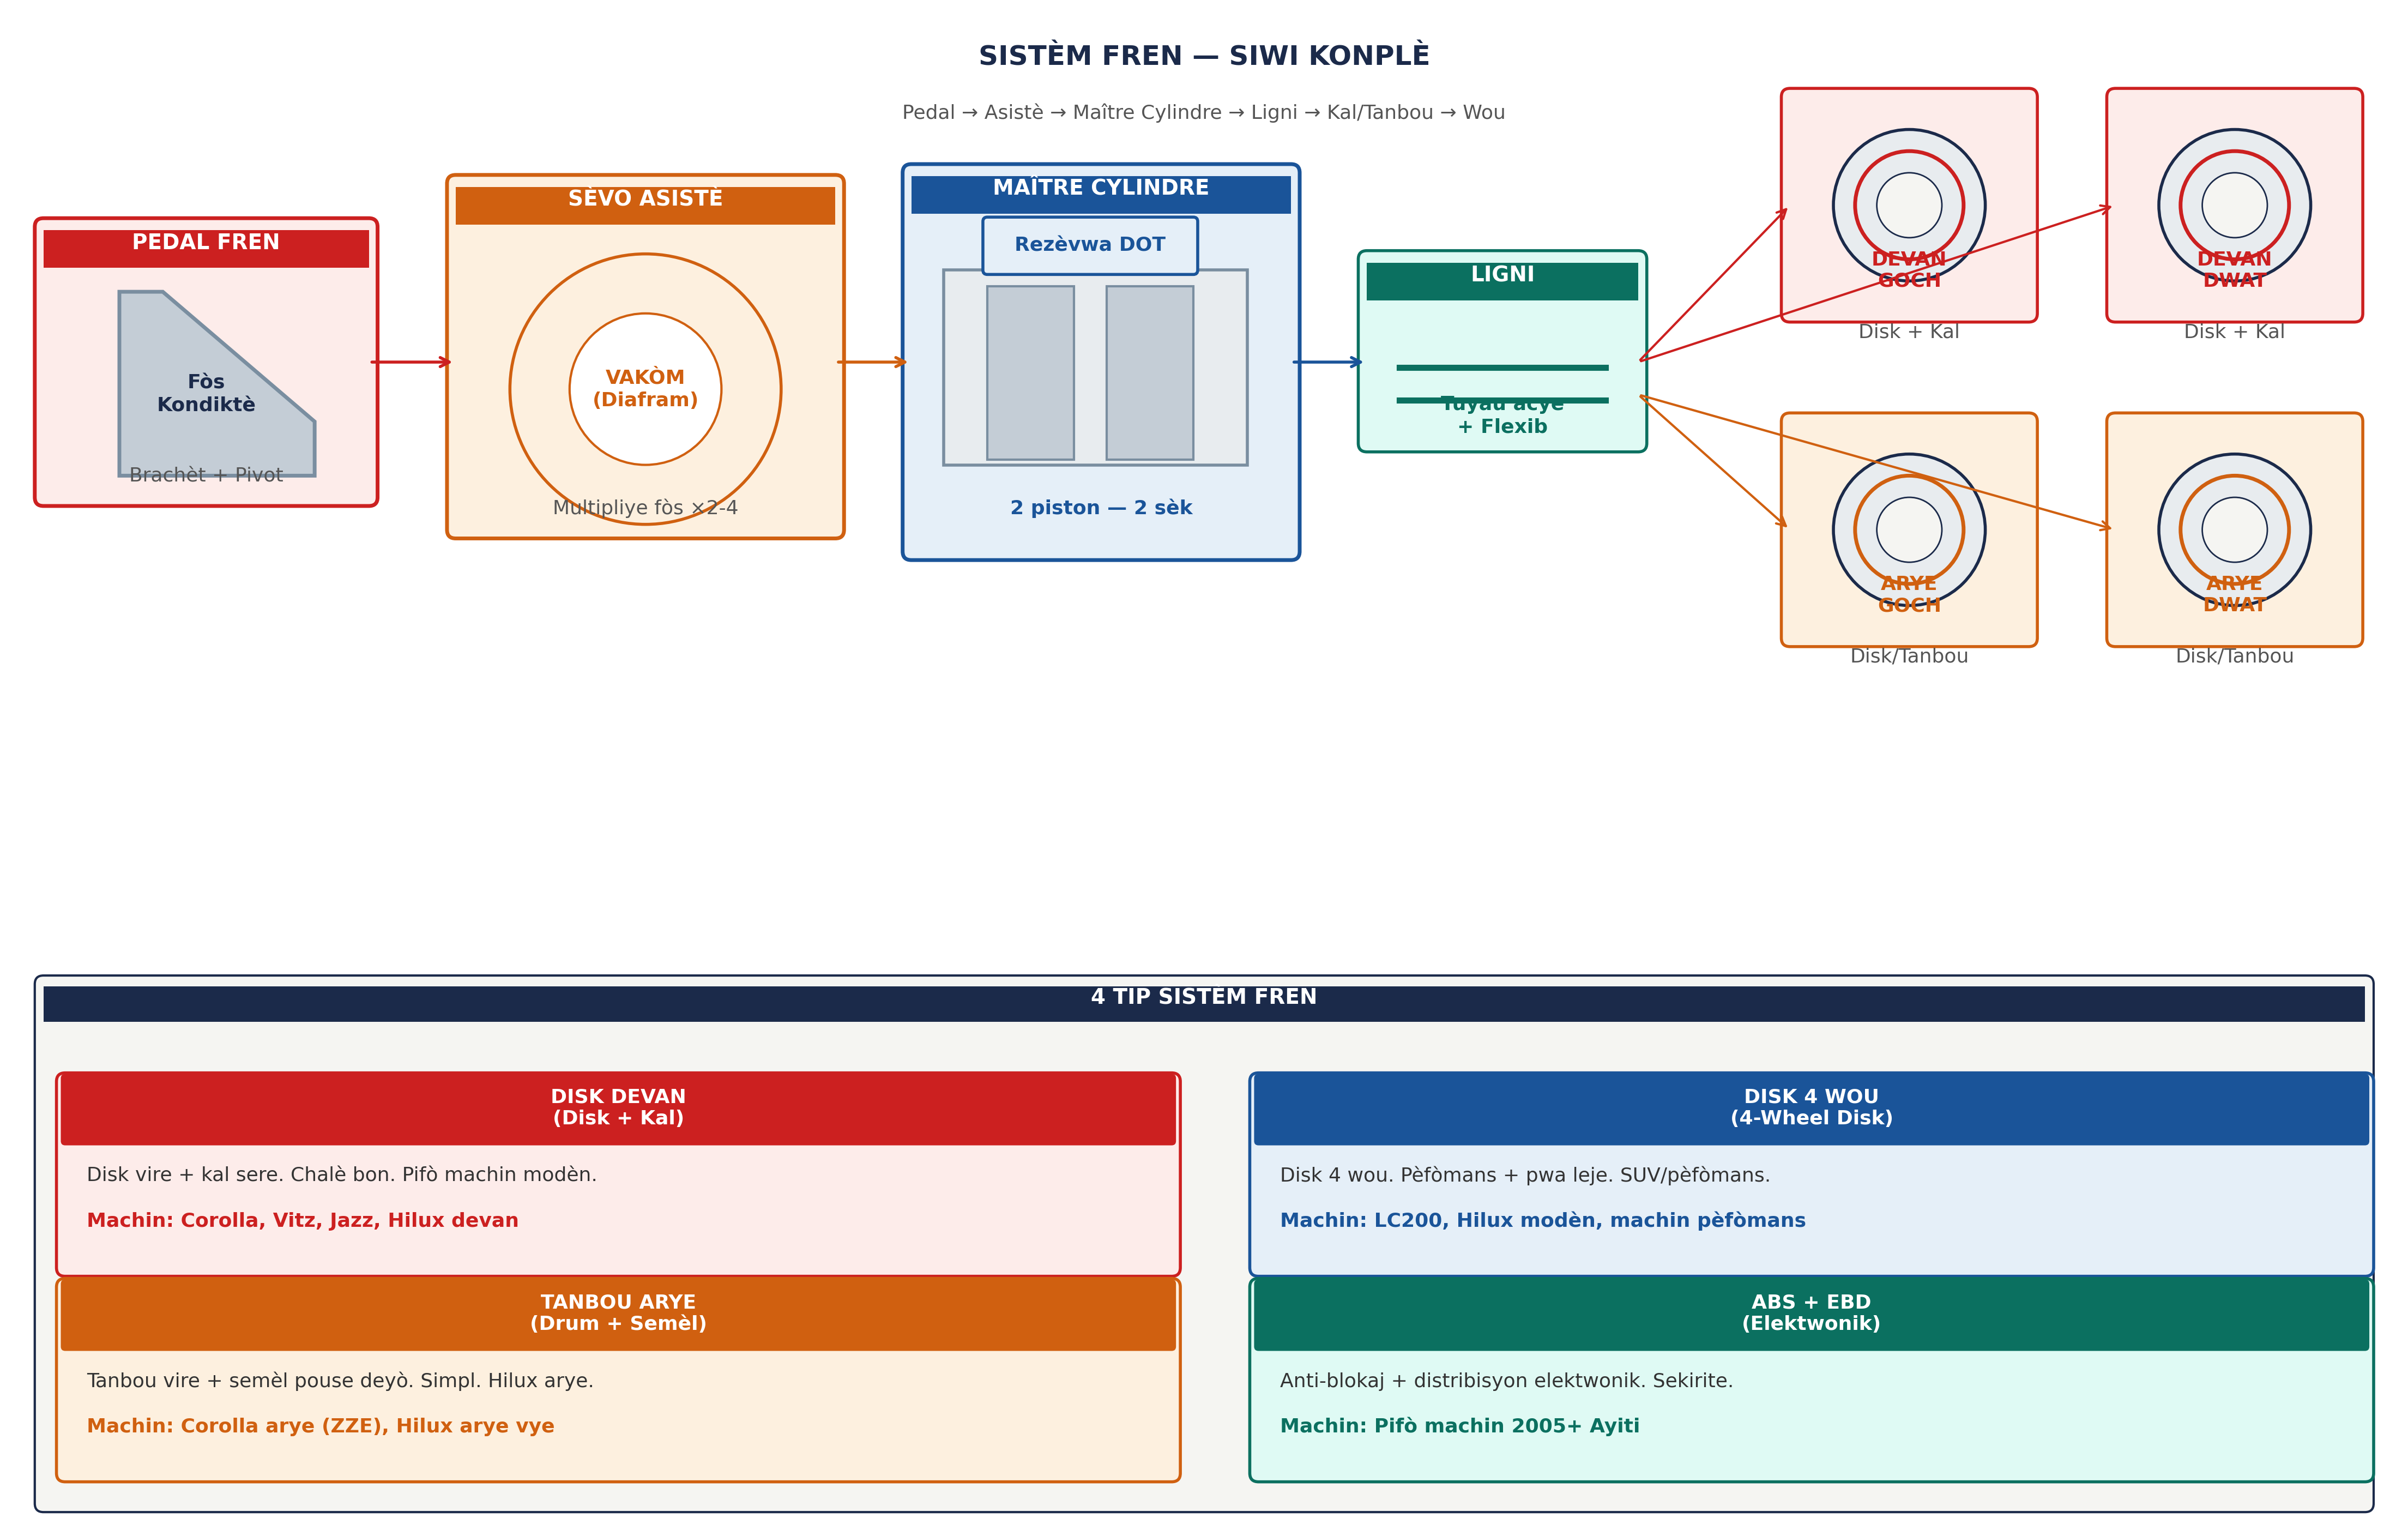 SISTÈM FREN — SIWI KONPLÈ
Pedal → Asistè → Maître Cylindre → Ligni → Kal/Tanbou → Wou
PEDAL FREN
Fòs
Kondiktè
Brachèt + Pivot
SÈVO ASISTÈ
VAKÒM
(Diafram)
Multipliye fòs ×2-4
MAÎTRE CYLINDRE
Rezèvwa DOT
2 piston — 2 sèk
LIGNI
Tuyau acye
+ Flexib
DEVAN
GOCH
Disk + Kal
DEVAN
DWAT
Disk + Kal
ARYE
GOCH
Disk/Tanbou
ARYE
DWAT
Disk/Tanbou
4 TIP SISTÈM FREN
DISK DEVAN
(Disk + Kal)
Disk vire + kal sere. Chalè bon. Pifò machin modèn.
Machin: Corolla, Vitz, Jazz, Hilux devan
DISK 4 WOU
(4-Wheel Disk)
Disk 4 wou. Pèfòmans + pwa leje. SUV/pèfòmans.
Machin: LC200, Hilux modèn, machin pèfòmans
TANBOU ARYE
(Drum + Semèl)
Tanbou vire + semèl pouse deyò. Simpl. Hilux arye.
Machin: Corolla arye (ZZE), Hilux arye vye
ABS + EBD
(Elektwonik)
Anti-blokaj + distribisyon elektwonik. Sekirite.
Machin: Pifò machin 2005+ Ayiti